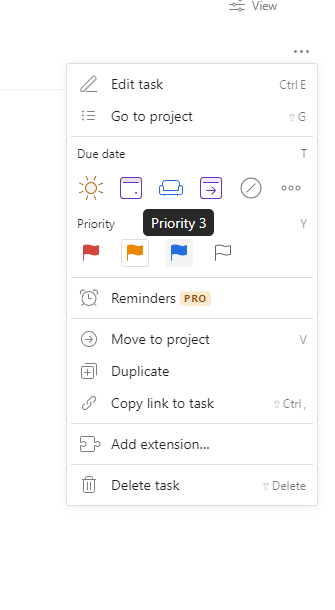 View
Edit task Ctrl E
Go to project ⇧ G
Due date T
Priority Priority 3 Y
Reminders PRO
Move to project V
Duplicate
Copy link to task ⇧ Ctrl ,
Add extension...
Delete task ⇧ Delete